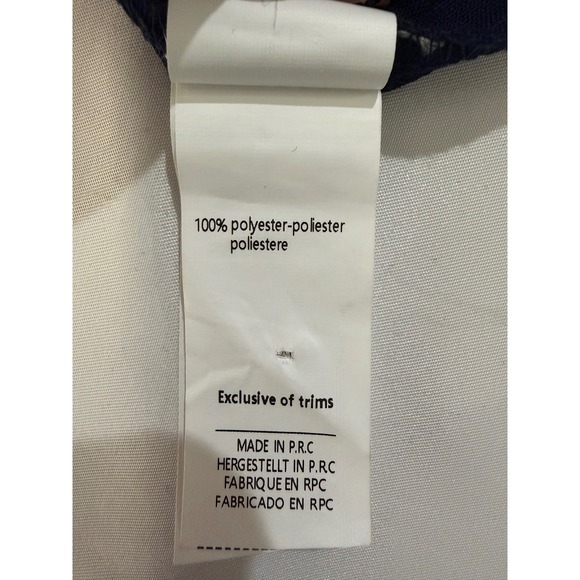 100% polyester-poliester
poliestere
Exclusive of trims
MADE IN P.R.C
HERGESTELLT IN P.R.C
FABRIQUE EN RPC
FABRICADO EN RPC